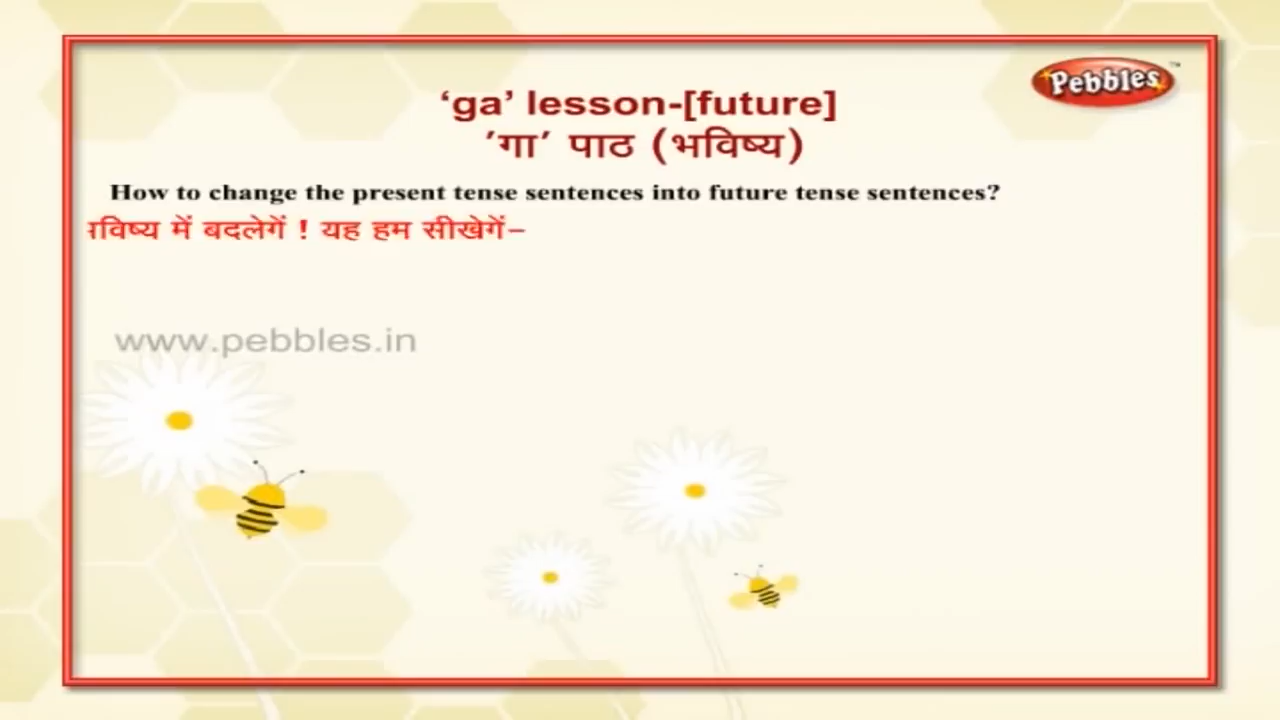 Pebbles™
‘ga’ lesson-[future]
’गा’ पाठ (भविष्य)
How to change the present tense sentences into future tense sentences?
में बदलेगें ! यह हम सीखेगें–
www.pebbles.in